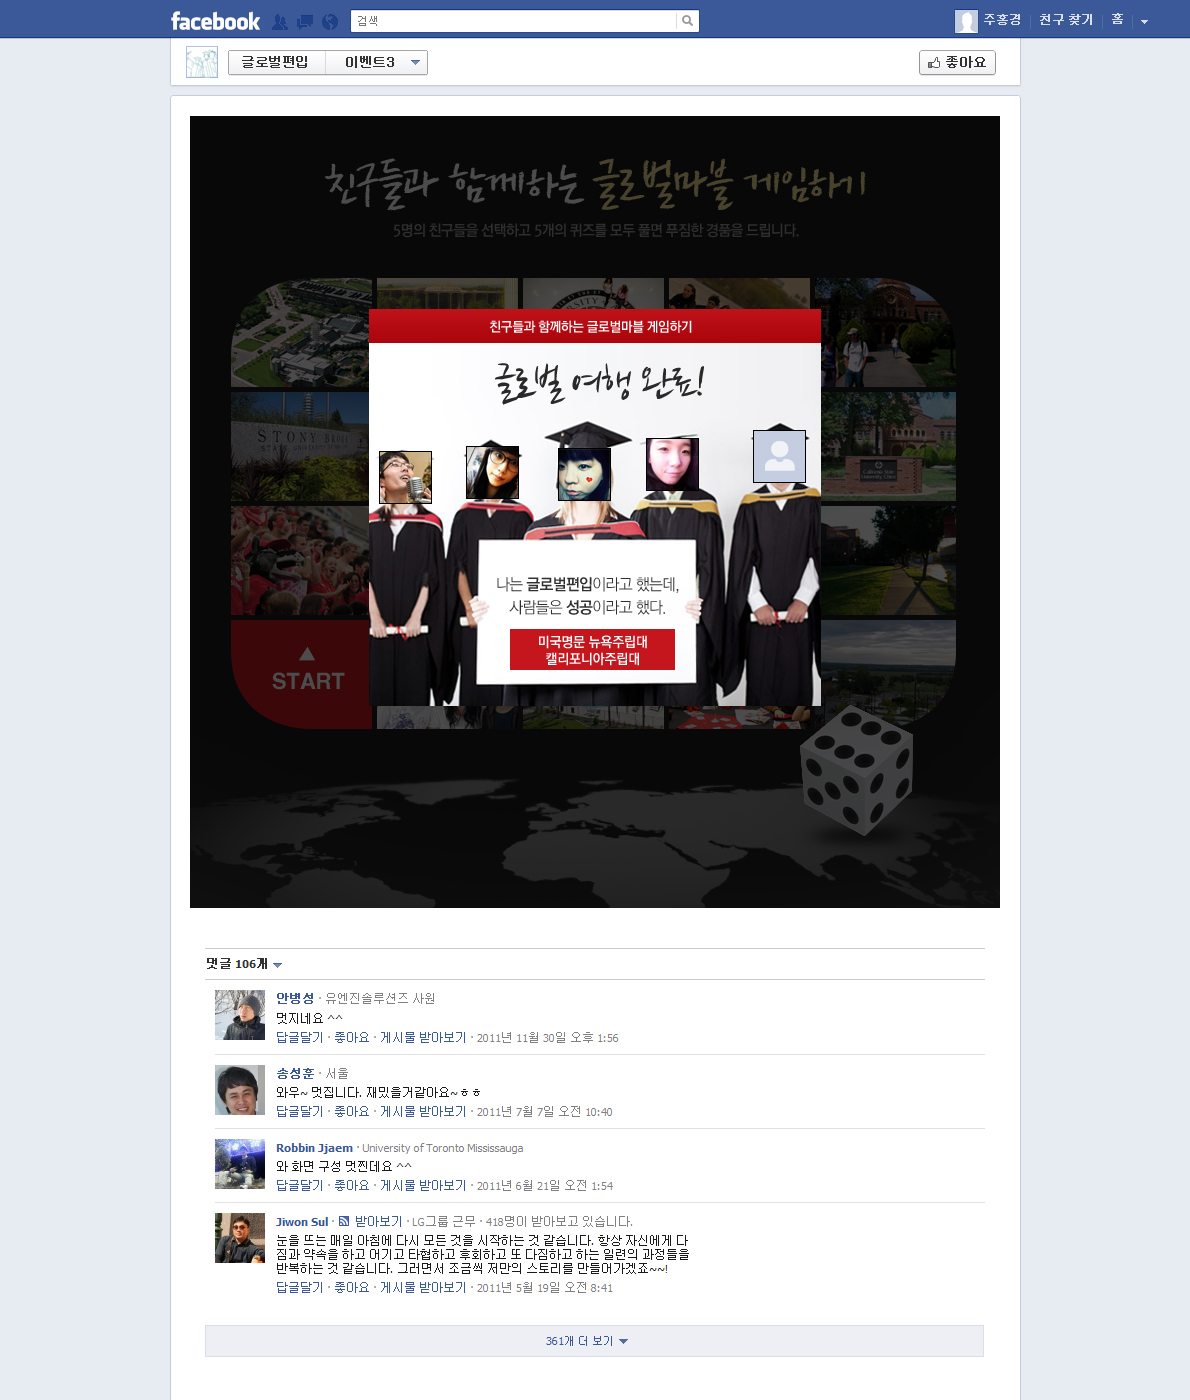 facebook
검색
주홍경
친구 찾기
홈
글로벌편입
이벤트3
좋아요
친구들과 함께하는 글로벌마블 게임하기
5명의 친구들을 선택하고 5개의 퀴즈를 모두 풀면 푸짐한 경품을 드립니다.
친구들과 함께하는 글로벌마블 게임하기
글로벌 여행 완료!
STONY BROOK
나는 글로벌편입이라고 했는데,
사람들은 성공이라고 했다.
미국명문 뉴욕주립대
캘리포니아주립대
START
댓글 106개
안병성 · 유엔진솔루션즈 사원
멋지네요 ^^
답글달기 · 좋아요 · 게시물 받아보기 · 2011년 11월 30일 오후 1:56
송성훈 · 서울
와우~ 멋집니다. 재밌을거같아요~ㅎㅎ
답글달기 · 좋아요 · 게시물 받아보기 · 2011년 7월 7일 오전 10:40
Robbin Jjaem · University of Toronto Mississauga
와 화면 구성 멋찐데요 ^^
답글달기 · 좋아요 · 게시물 받아보기 · 2011년 6월 21일 오전 1:54
Jiwon Sul · 받아보기 · LG그룹 근무 · 418명이 받아보고 있습니다.
눈을 뜨는 매일 아침에 다시 모든 것을 시작하는 것 같습니다. 항상 자신에게 다
짐과 약속을 하고 어기고 타협하고 후회하고 또 다짐하고 하는 일련의 과정들을
반복하는 것 같습니다. 그러면서 조금씩 저만의 스토리를 만들어가겠죠~~!
답글달기 · 좋아요 · 게시물 받아보기 · 2011년 5월 19일 오전 8:41
361개 더 보기